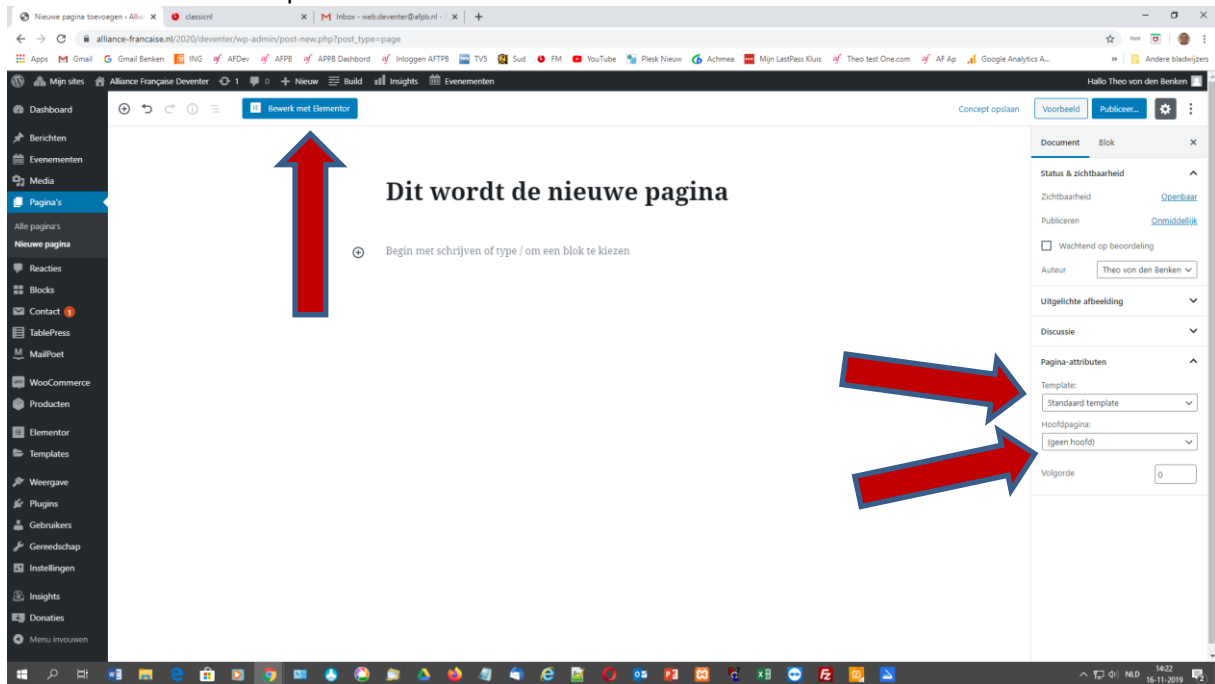 Nieuwe pagina toevoegen ‹ Allia
classicnl
Inbox - web.deventer@afpb.nl -
alliance-francaise.nl/2020/deventer/wp-admin/post-new.php?post_type=page
Apps Gmail Gmail Benken ING AFDev AFPB APPB Dashboard Inloggen AFTPB TV5 Sud FM YouTube Plesk Nieuw Achmea Mijn LastPass Kluis Theo test One.com AF Ap Google Analytics A... » Andere bladwijzers
Mijn sites Alliance Française Deventer 1 0 Nieuw Build Insights Evenementen Hallo Theo von den Benken
Dashboard
Berichten
Evenementen
Media
Pagina's
Alle pagina's
Nieuwe pagina
Reacties
Blocks
Contact 1
TablePress
MailPoet
WooCommerce
Producten
Elementor
Templates
Weergave
Plugins
Gebruikers
Gereedschap
Instellingen
Insights
Donaties
Menu invouwen
Bewerk met Elementor
Concept opslaan Voorbeeld Publiceer...
Dit wordt de nieuwe pagina
Begin met schrijven of type / om een blok te kiezen
Document Blok
Status & zichtbaarheid
Zichtbaarheid Openbaar
Publiceren Onmiddellijk
Wachtend op beoordeling
Auteur Theo von den Benken
Uitgelichte afbeelding
Discussie
Pagina-attributen
Template:
Standaard template
Hoofdpagina:
(geen hoofd)
Volgorde 0
NLD 14:22
16-11-2019